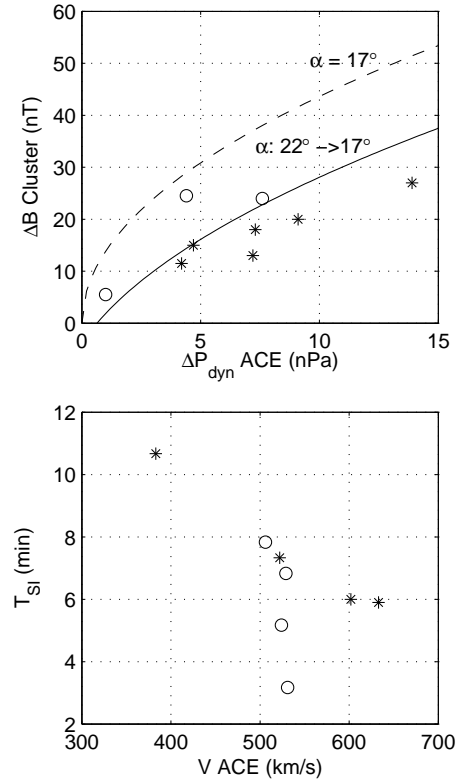 60
50
40
30
20
10
0
ΔB Cluster (nT)
α = 17°
α: 22° –>17°
0 5 10 15
ΔP_dyn ACE (nPa)
12
10
8
6
4
2
T_SI (min)
300 400 500 600 700
V ACE (km/s)